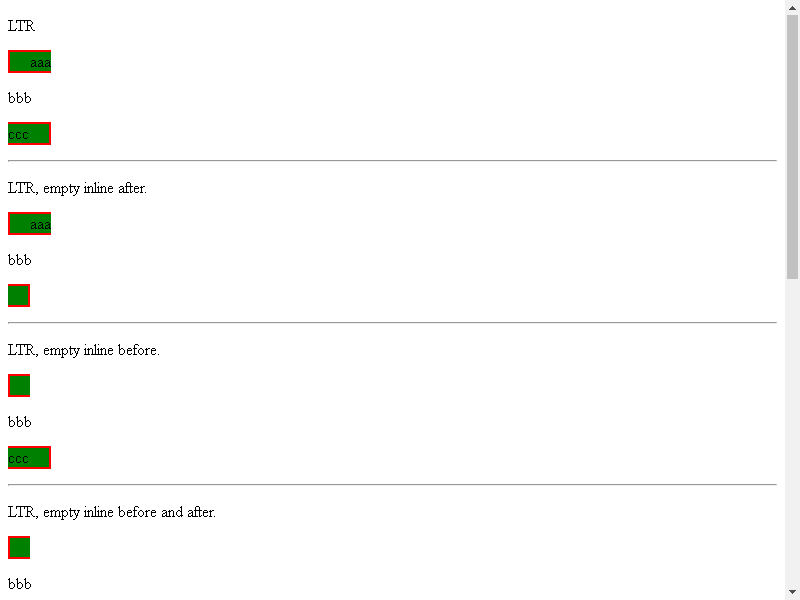 LTR
aaa
bbb
ccc
LTR, empty inline after.
aaa
bbb
LTR, empty inline before.
bbb
ccc
LTR, empty inline before and after.
bbb